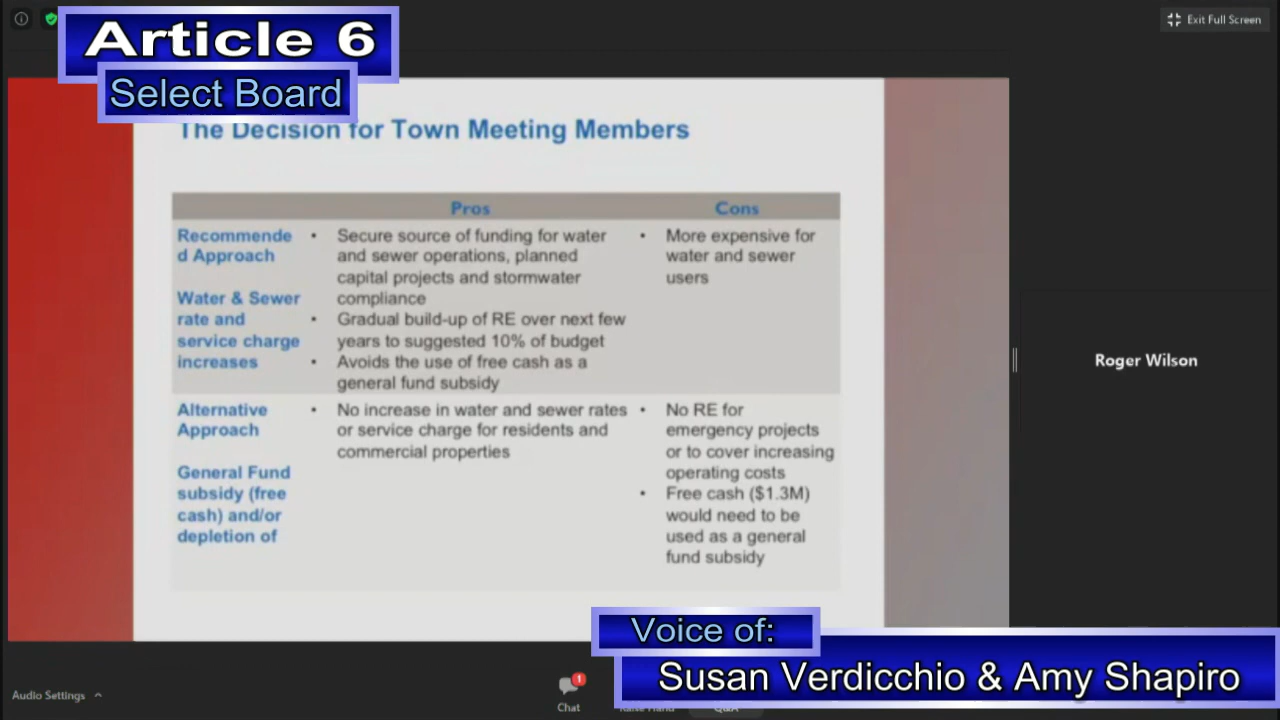 Article 6
Select Board
Exit Full Screen
The Decision for Town Meeting Members
Pros
Cons
Recommende
d Approach
Water & Sewer
rate and
service charge
increases
• Secure source of funding for water
and sewer operations, planned
capital projects and stormwater
compliance
• Gradual build-up of RE over next few
years to suggested 10% of budget
• Avoids the use of free cash as a
general fund subsidy
• More expensive for
water and sewer
users
Alternative
Approach
General Fund
subsidy (free
cash) and/or
depletion of
• No increase in water and sewer rates
or service charge for residents and
commercial properties
• No RE for
emergency projects
or to cover increasing
operating costs
• Free cash ($1.3M)
would need to be
used as a general
fund subsidy
Roger Wilson
Voice of:
Susan Verdicchio & Amy Shapiro
Audio Settings
1
Chat